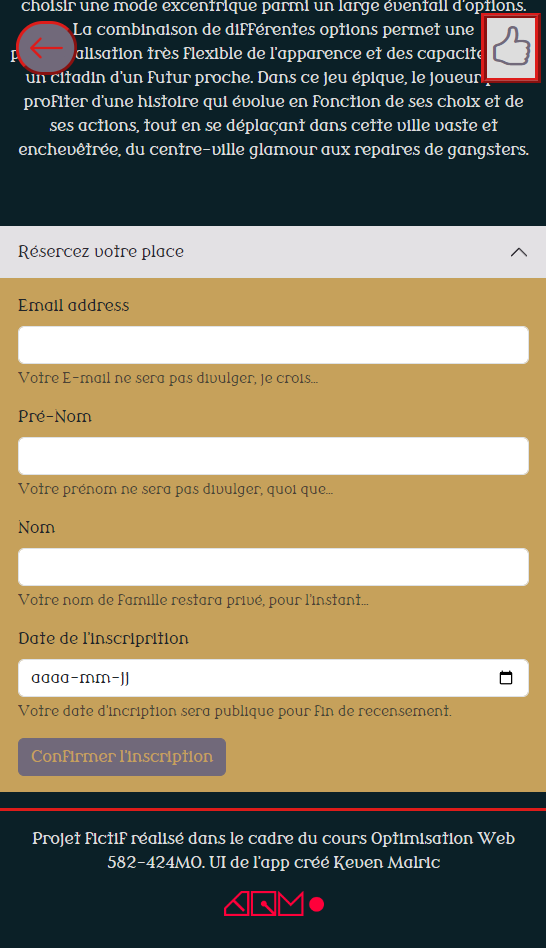 choisir une mode excentrique parmi un large éventail d'options.
La combinaison de différentes options permet une
alisation très flexible de l'apparence et des capacité
un citadin d'un futur proche. Dans ce jeu épique, le joueur p
profiter d'une histoire qui évolue en fonction de ses choix et de
ses actions, tout en se déplaçant dans cette ville vaste et
enchevêtrée, du centre-ville glamour aux repaires de gangsters.
Résercez votre place
Email address
Votre E-mail ne sera pas divulger, je crois...
Pré-Nom
Votre prénom ne sera pas divulger, quoi que...
Nom
Votre nom de famille restara privé, pour l'instant...
Date de l'inscriprition
aaaa-mm-jj
Votre date d'incription sera publique pour fin de recensement.
Confirmer l'inscription
Projet fictif réalisé dans le cadre du cours Optimisation Web
582-424MO. UI de l'app créé Keven Malric